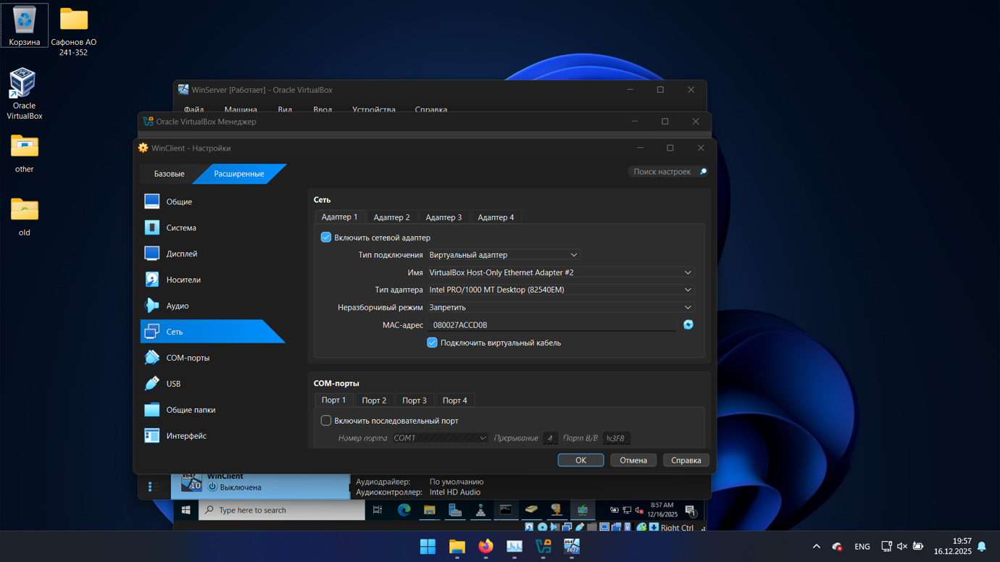 Корзина
Сафонов АО
241-352
Oracle
VirtualBox
other
old
WinServer [Работает] - Oracle VirtualBox
Файл Машина Вид Ввод Устройства Справка
Oracle VirtualBox Менеджер
WinClient - Настройки
Базовые Расширенные Поиск настроек
Общие
Система
Дисплей
Носители
Аудио
Сеть
COM-порты
USB
Общие папки
Интерфейс
Сеть
Адаптер 1 Адаптер 2 Адаптер 3 Адаптер 4
Включить сетевой адаптер
Тип подключения Виртуальный адаптер
Имя VirtualBox Host-Only Ethernet Adapter #2
Тип адаптера Intel PRO/1000 MT Desktop (82540EM)
Неразборчивый режим Запретить
MAC-адрес 080027ACCD0B
Подключить виртуальный кабель
COM-порты
Порт 1 Порт 2 Порт 3 Порт 4
Включить последовательный порт
Номер порта COM1 Прерывание 4 Порт В/В 0x3F8
ОК Отмена Справка
WinClient
Выключена
x64
10
Аудиодрайвер: По умолчанию
Аудиоконтроллер: Intel HD Audio
Type here to search
8:57 AM
12/16/2025
1
Right Ctrl
x64
2022
ENG
19:57
16.12.2025